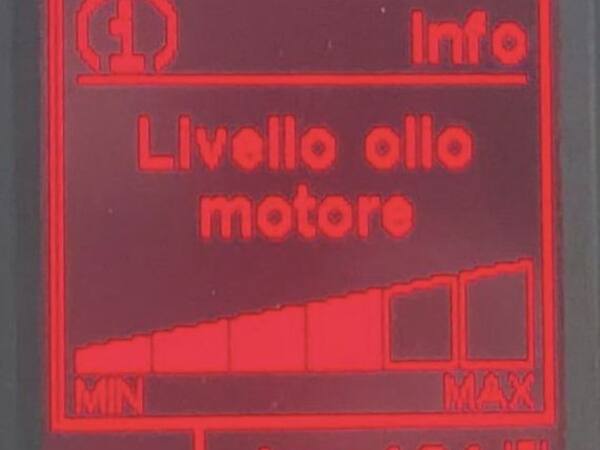 (i) Info
Livello olio
motore
MIN MAX